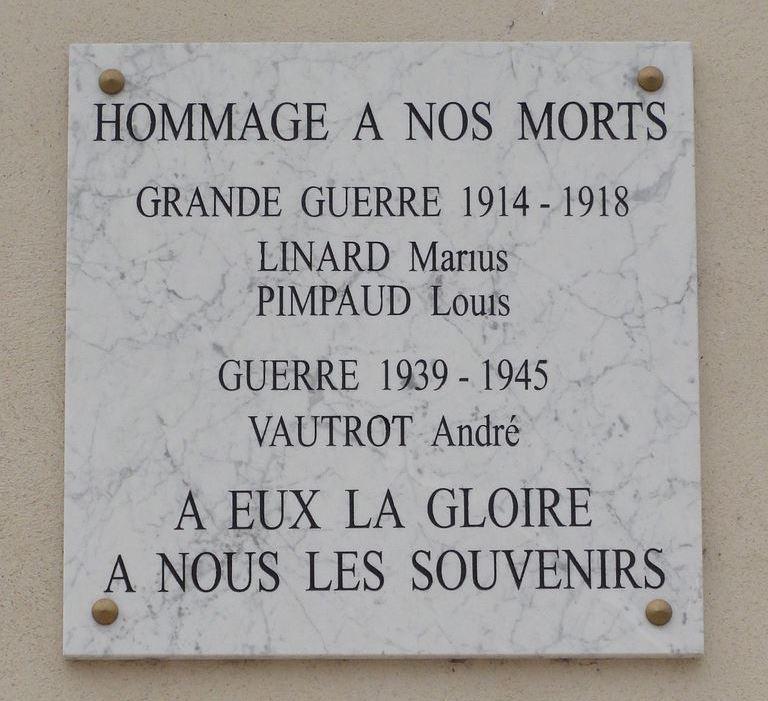 HOMMAGE A NOS MORTS
GRANDE GUERRE 1914 - 1918
LINARD Marius
PIMPAUD Louis
GUERRE 1939 - 1945
VAUTROT André
A EUX LA GLOIRE
A NOUS LES SOUVENIRS